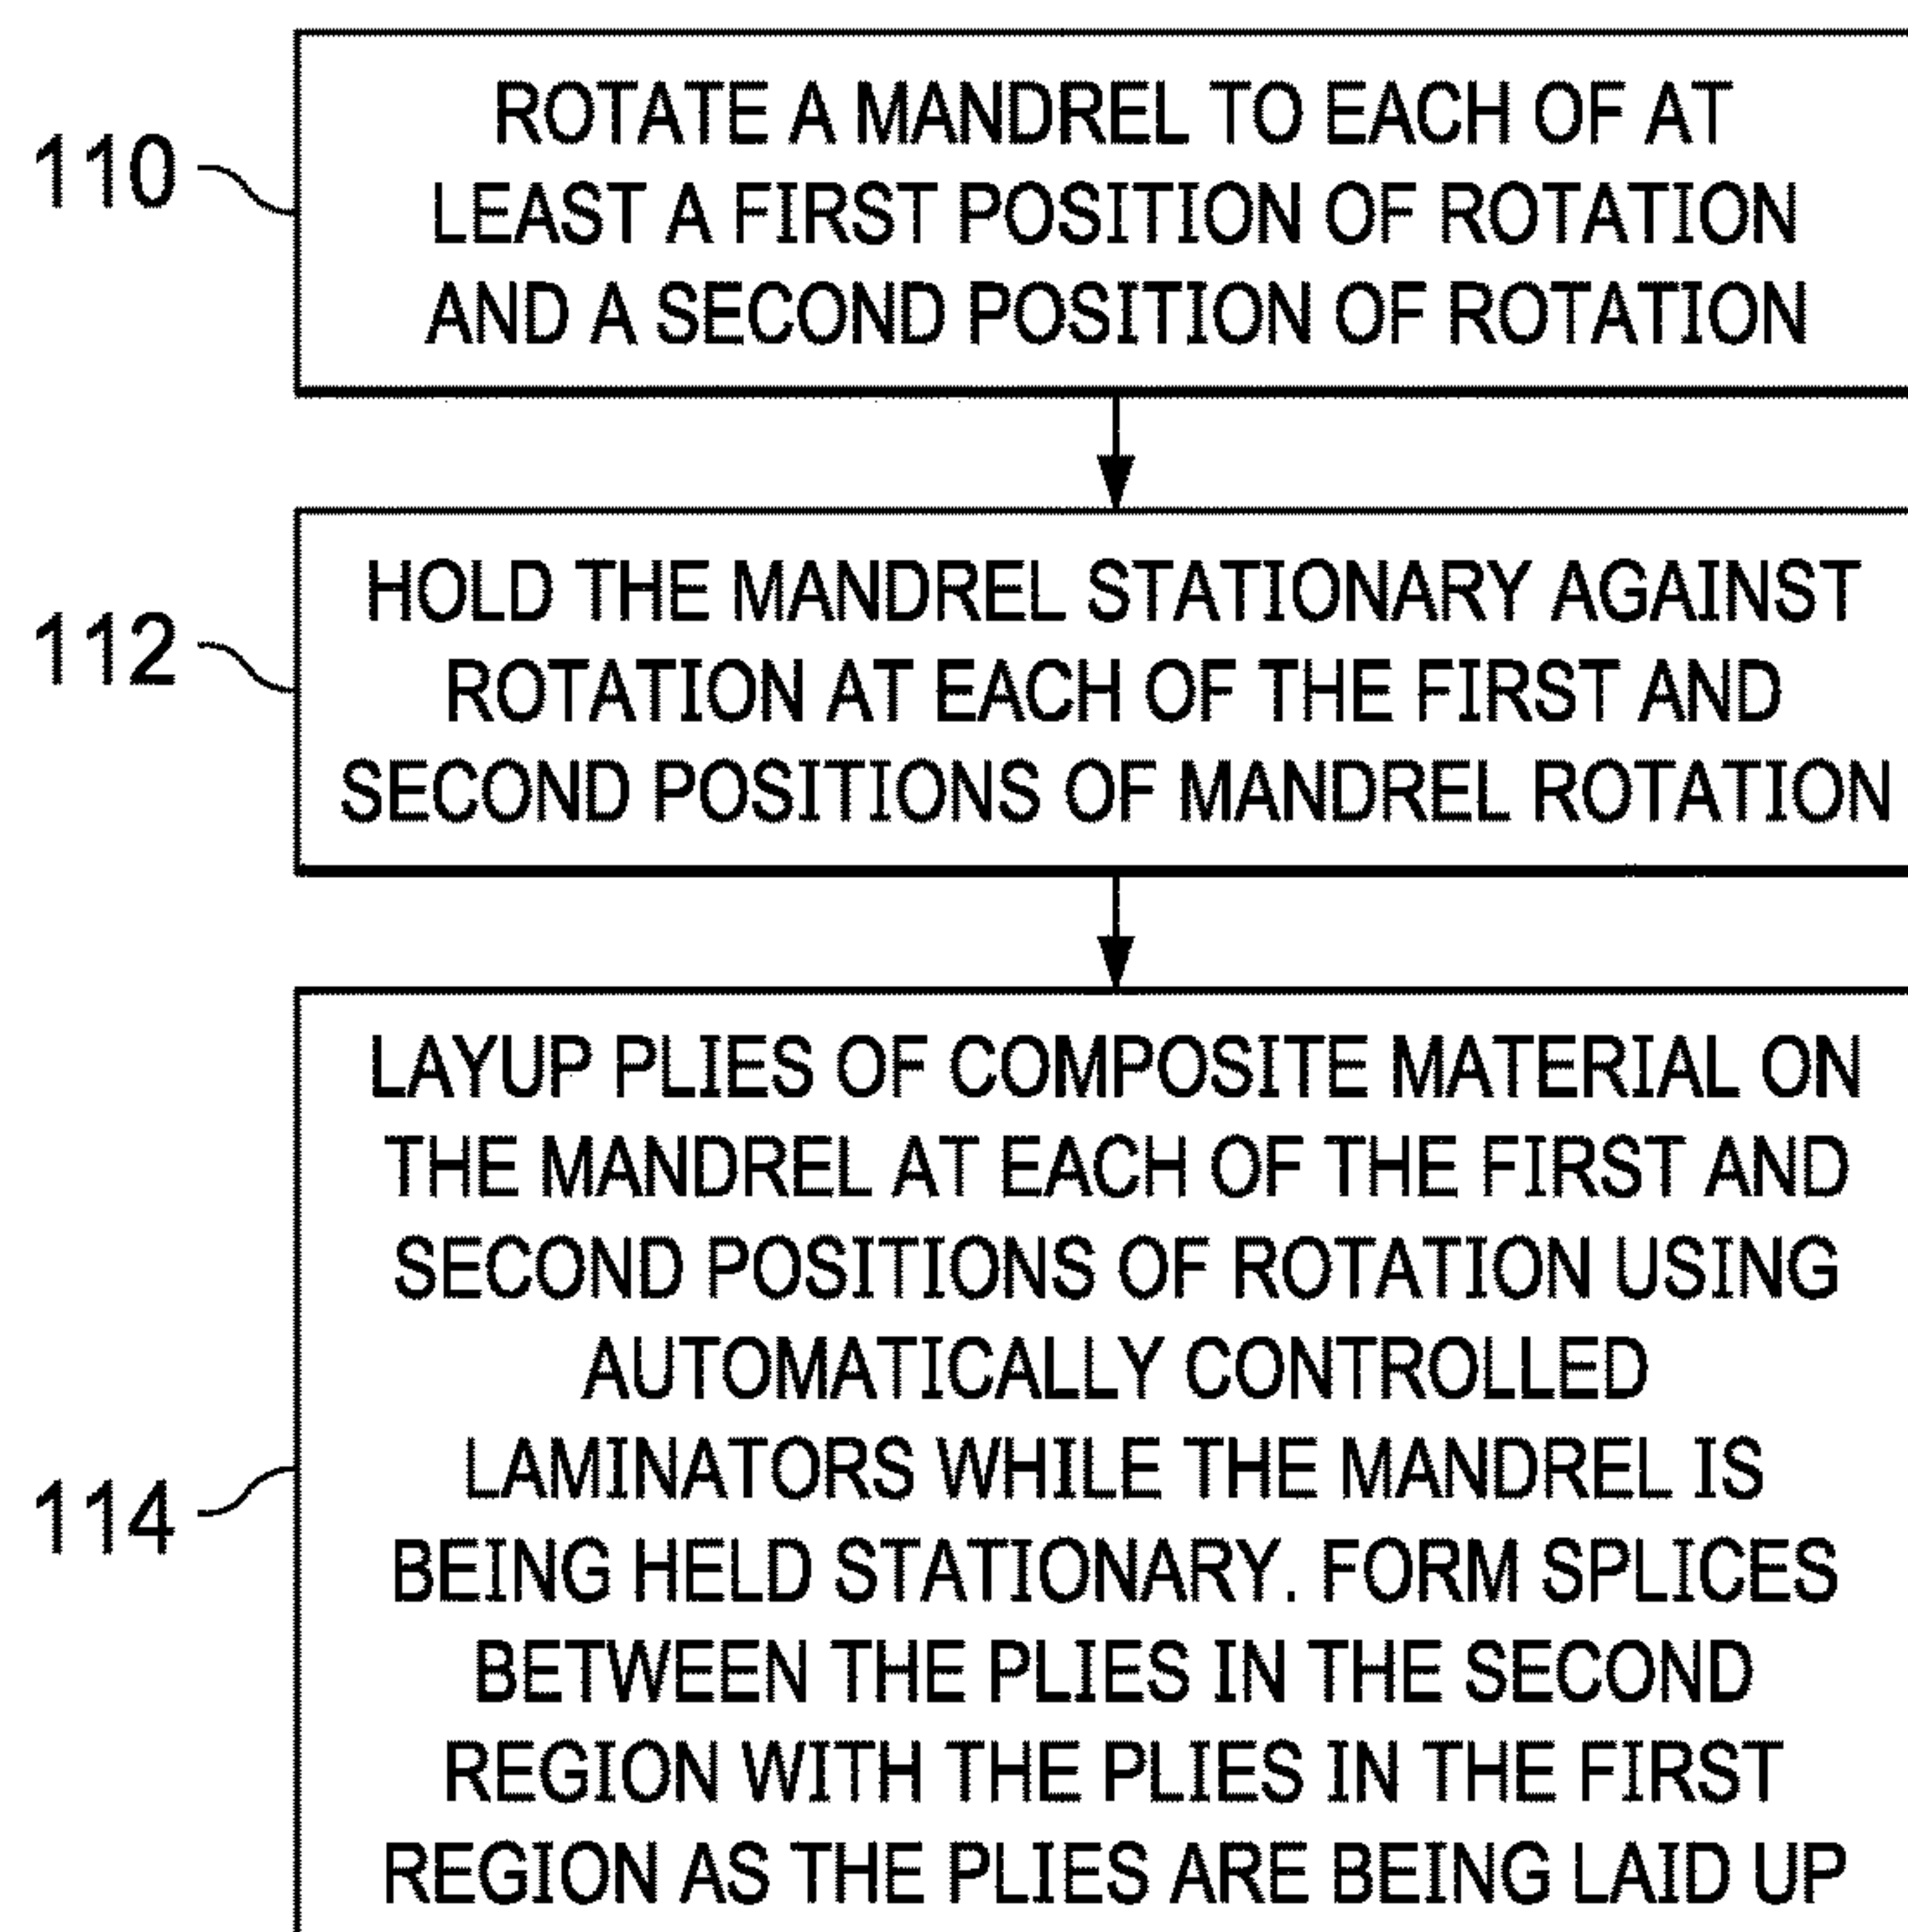 110
ROTATE A MANDREL TO EACH OF AT
LEAST A FIRST POSITION OF ROTATION
AND A SECOND POSITION OF ROTATION
112
HOLD THE MANDREL STATIONARY AGAINST
ROTATION AT EACH OF THE FIRST AND
SECOND POSITIONS OF MANDREL ROTATION
114
LAYUP PLIES OF COMPOSITE MATERIAL ON
THE MANDREL AT EACH OF THE FIRST AND
SECOND POSITIONS OF ROTATION USING
AUTOMATICALLY CONTROLLED
LAMINATORS WHILE THE MANDREL IS
BEING HELD STATIONARY. FORM SPLICES
BETWEEN THE PLIES IN THE SECOND
REGION WITH THE PLIES IN THE FIRST
REGION AS THE PLIES ARE BEING LAID UP